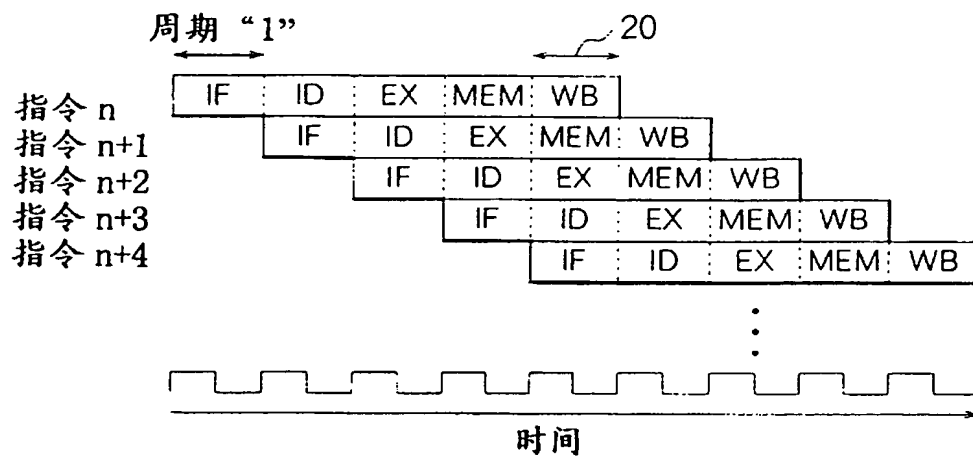 周期“1” 20
指令 n IF ID EX MEM WB
指令 n+1 IF ID EX MEM WB
指令 n+2 IF ID EX MEM WB
指令 n+3 IF ID EX MEM WB
指令 n+4 IF ID EX MEM WB
时间